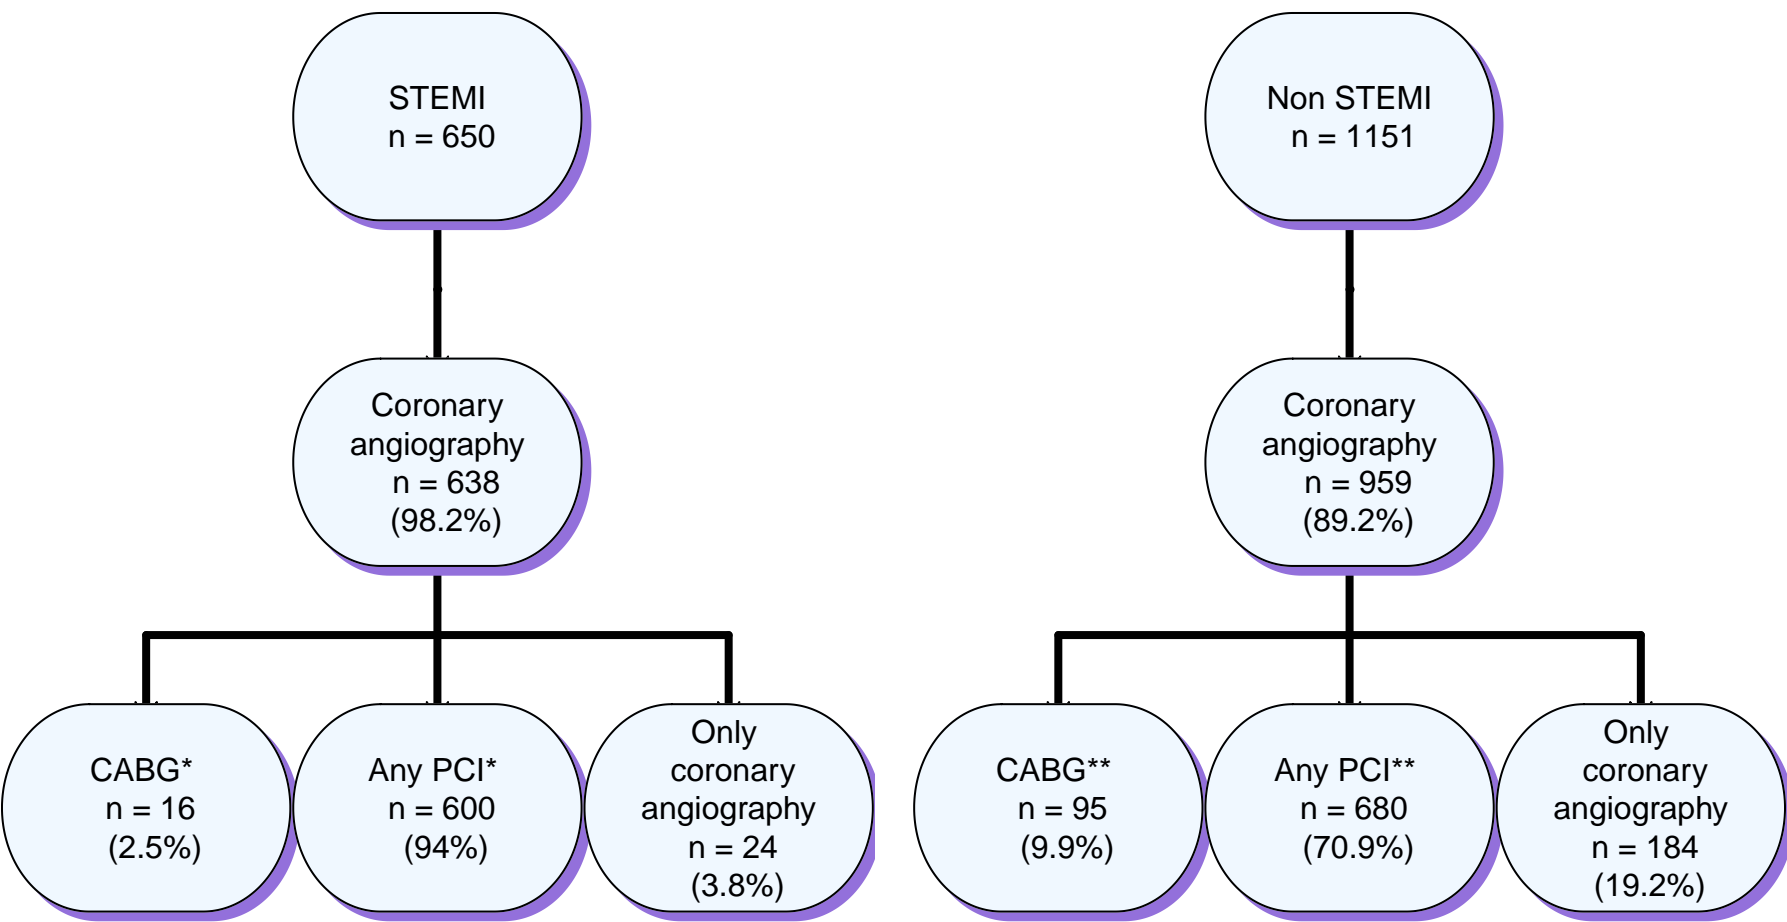 STEMI
n = 650
Coronary
angiography
n = 638
(98.2%)
CABG*
n = 16
(2.5%)
Any PCI*
n = 600
(94%)
Only
coronary
angiography
n = 24
(3.8%)
Non STEMI
n = 1151
Coronary
angiography
n = 959
(89.2%)
CABG**
n = 95
(9.9%)
Any PCI**
n = 680
(70.9%)
Only
coronary
angiography
n = 184
(19.2%)